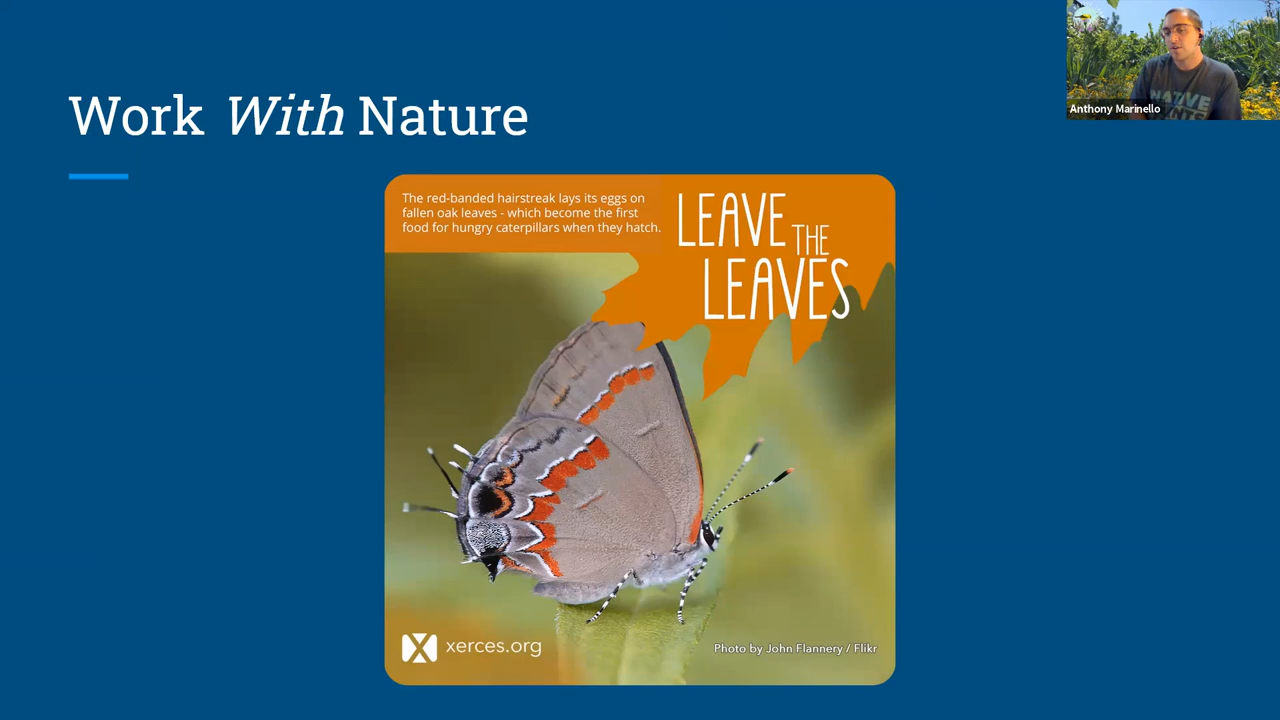 Work With Nature
The red-banded hairstreak lays its eggs on
fallen oak leaves - which become the first
food for hungry caterpillars when they hatch.
LEAVE THE
LEAVES
xerces.org
Photo by John Flannery / Flikr
Anthony Marinello
NATIVE